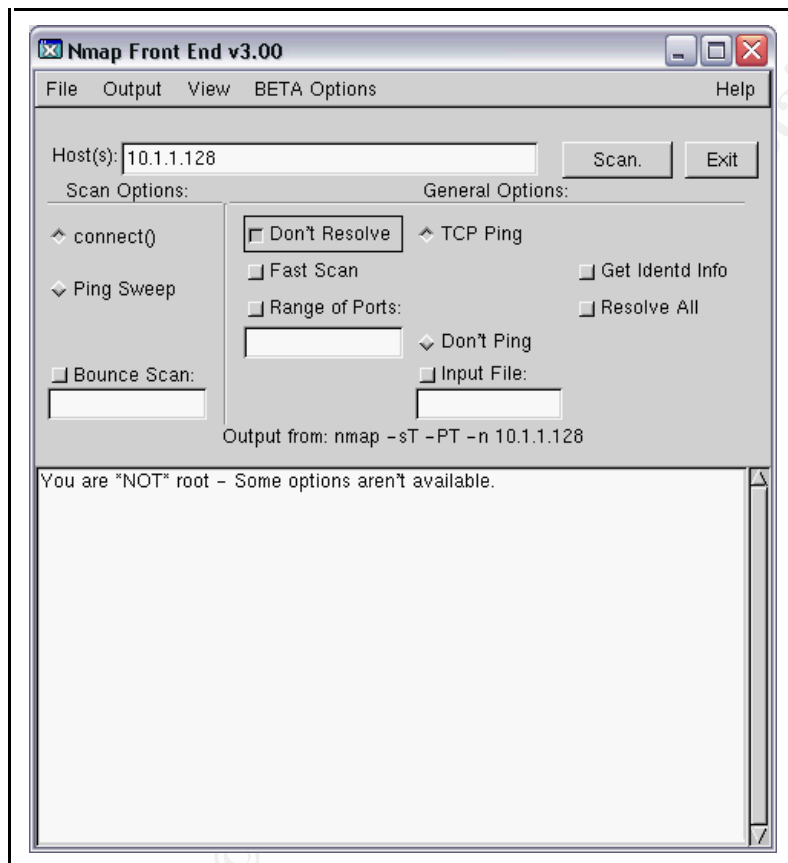 Nmap Front End v3.00
File Output View BETA Options Help
Host(s): 10.1.1.128 Scan. Exit
Scan Options: General Options:
connect() Don't Resolve TCP Ping
Fast Scan Get Identd Info
Ping Sweep
Range of Ports: Resolve All
Don't Ping
Bounce Scan: Input File:
Output from: nmap -sT -PT -n 10.1.1.128
You are *NOT* root - Some options aren't available.